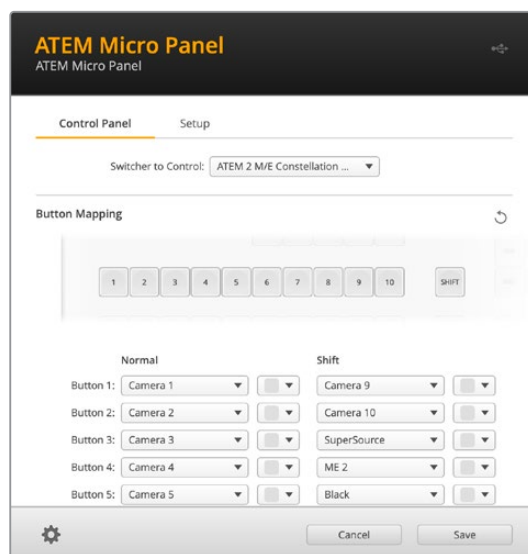 ATEM Micro Panel
ATEM Micro Panel
Control Panel Setup
Switcher to Control: ATEM 2 M/E Constellation ...
Button Mapping
1 2 3 4 5 6 7 8 9 10 SHIFT
Normal Shift
Button 1: Camera 1 Camera 9
Button 2: Camera 2 Camera 10
Button 3: Camera 3 SuperSource
Button 4: Camera 4 ME 2
Button 5: Camera 5 Black
Cancel Save